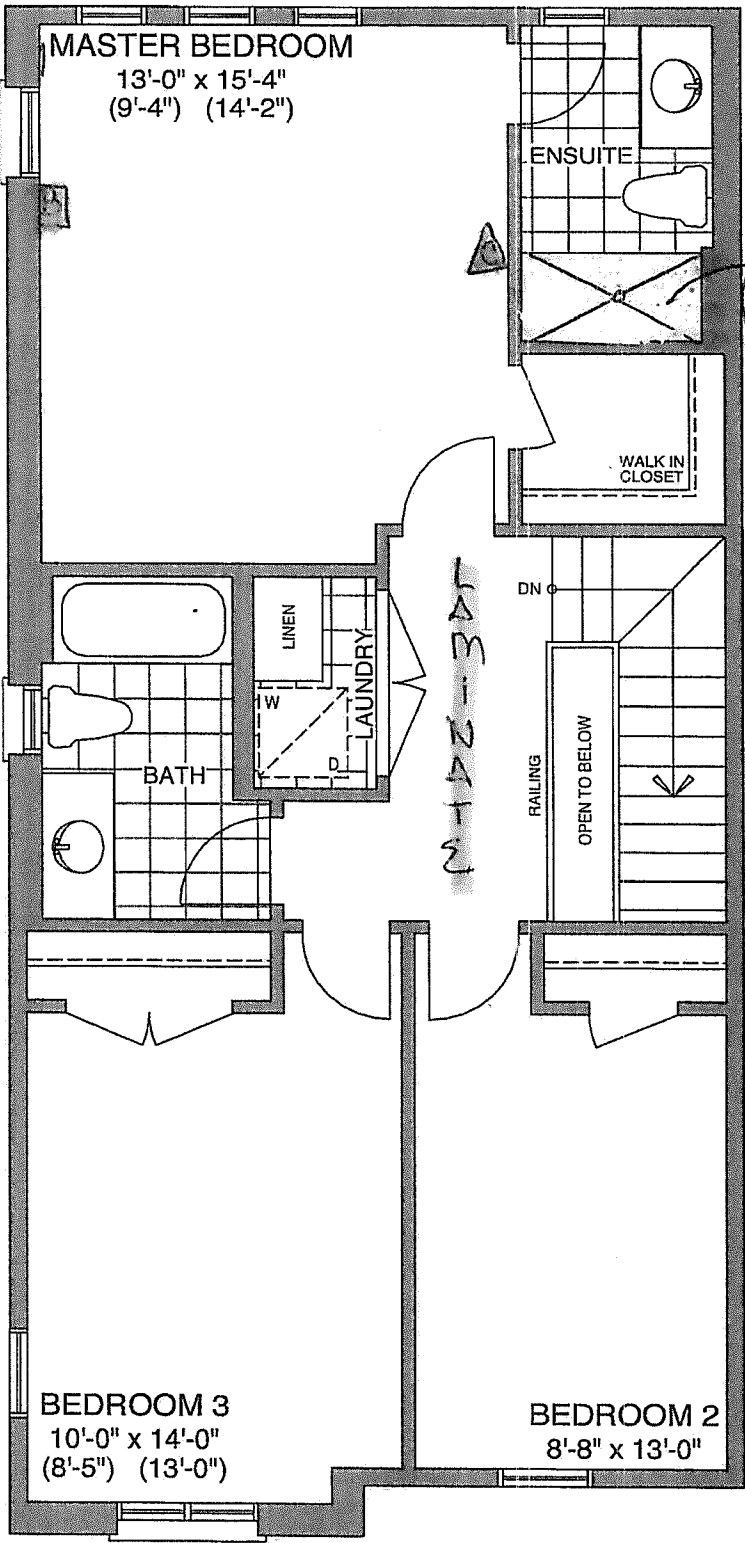 MASTER BEDROOM
13'-0" x 15'-4"
(9'-4") (14'-2")
ENSUITE
WALK IN
CLOSET
DN
LINEN
LAUNDRY
W
D
LAMINATE
BATH
RAILING
OPEN TO BELOW
BEDROOM 3
10'-0" x 14'-0"
(8'-5") (13'-0")
BEDROOM 2
8'-8" x 13'-0"